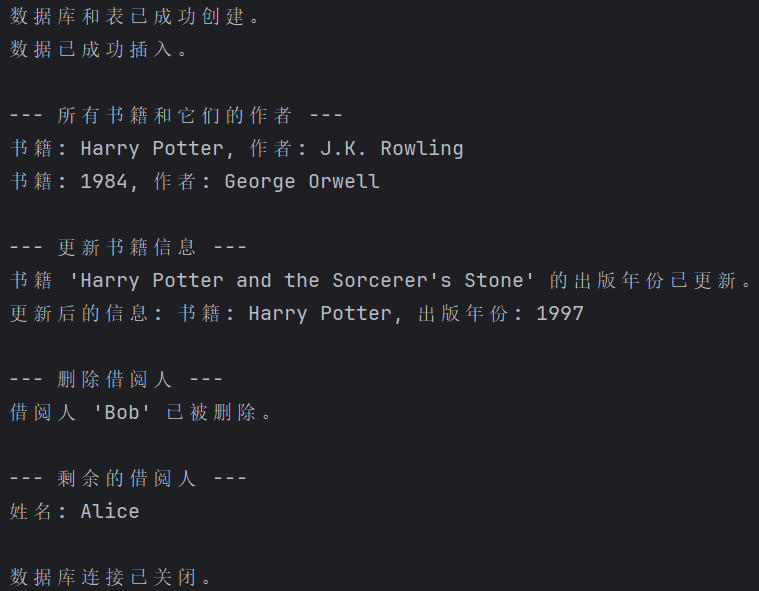 数据库和表已成功创建。
数据已成功插入。
--- 所有书籍和它们的作者 ---
书籍: Harry Potter, 作者: J.K. Rowling
书籍: 1984, 作者: George Orwell
--- 更新书籍信息 ---
书籍 'Harry Potter and the Sorcerer's Stone' 的出版年份已更新。
更新后的信息: 书籍: Harry Potter, 出版年份: 1997
--- 删除借阅人 ---
借阅人 'Bob' 已被删除。
--- 剩余的借阅人 ---
姓名: Alice
数据库连接已关闭。